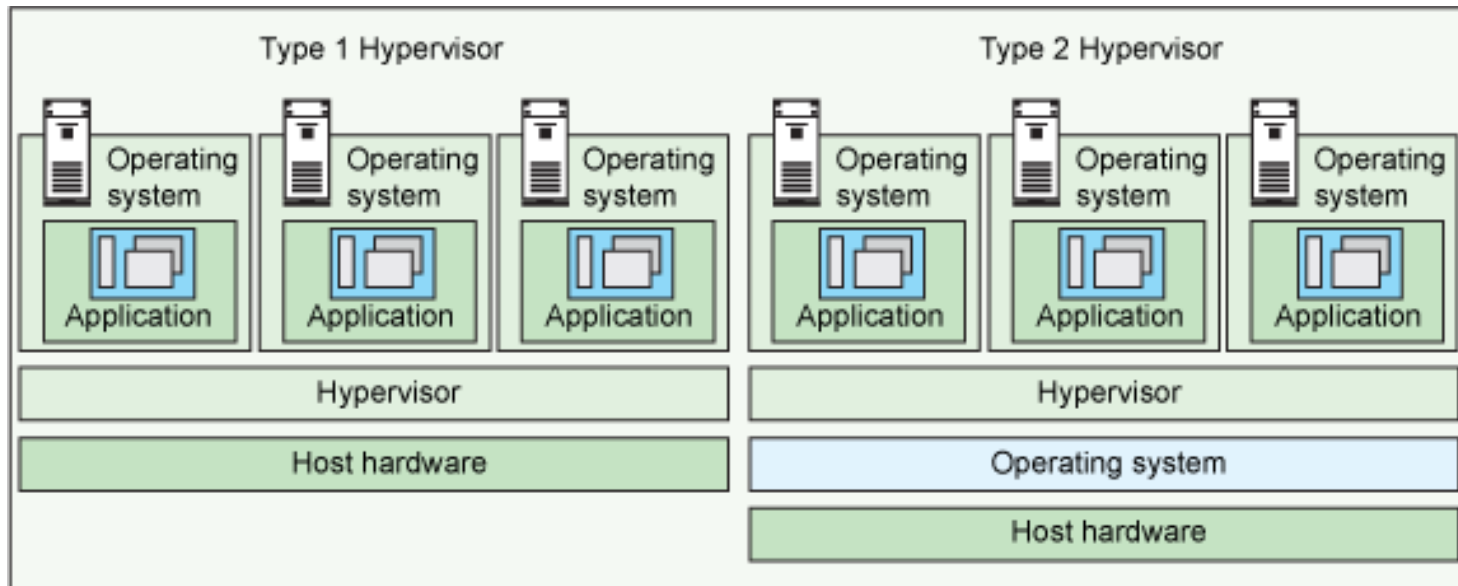 Type 1 Hypervisor
Operating
system
Application
Operating
system
Application
Operating
system
Application
Hypervisor
Host hardware
Type 2 Hypervisor
Operating
system
Application
Operating
system
Application
Operating
system
Application
Hypervisor
Operating system
Host hardware